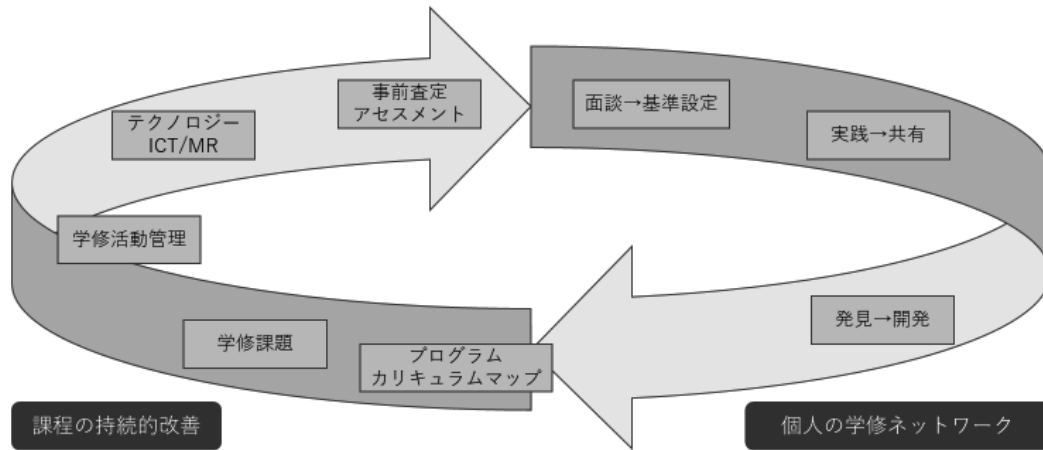 事前査定
アセスメント
面談→基準設定
テクノロジー
ICT/MR
実践→共有
学修活動管理
発見→開発
学修課題
プログラム
カリキュラムマップ
課程の持続的改善
個人の学修ネットワーク